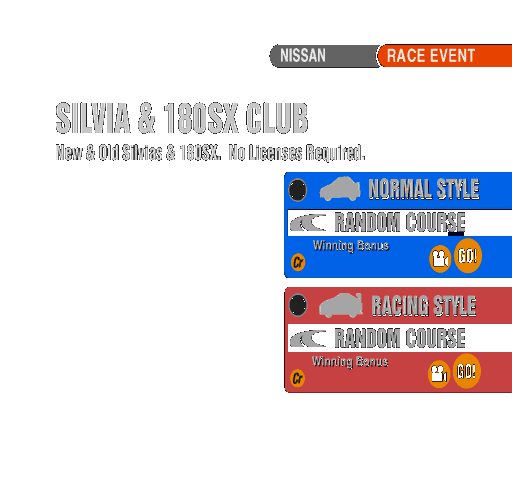 NISSAN RACE EVENT
SILVIA & 180SX CLUB
New & Old Silvias & 180SX. No Licenses Required.
NORMAL STYLE
RANDOM COURSE
Winning Bonus
Cr GO!
RACING STYLE
RANDOM COURSE
Winning Bonus
Cr GO!